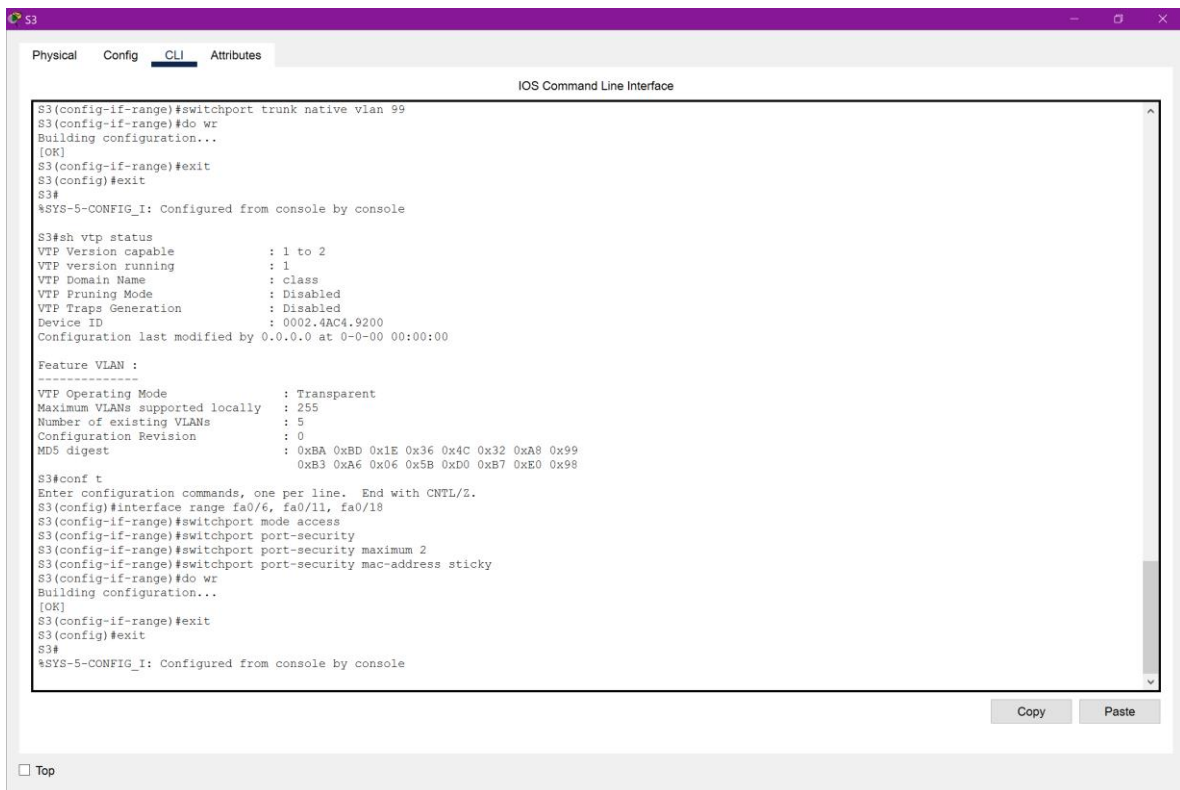 S3
Physical Config CLI Attributes
IOS Command Line Interface
S3(config-if-range)#switchport trunk native vlan 99
S3(config-if-range)#do wr
Building configuration...
[OK]
S3(config-if-range)#exit
S3(config)#exit
S3#
%SYS-5-CONFIG_I: Configured from console by console
S3#sh vtp status
VTP Version capable : 1 to 2
VTP version running : 1
VTP Domain Name : class
VTP Pruning Mode : Disabled
VTP Traps Generation : Disabled
Device ID : 0002.4AC4.9200
Configuration last modified by 0.0.0.0 at 0-0-00 00:00:00
Feature VLAN :
--------------
VTP Operating Mode : Transparent
Maximum VLANs supported locally : 255
Number of existing VLANs : 5
Configuration Revision : 0
MD5 digest : 0xBA 0xBD 0x1E 0x36 0x4C 0x32 0xA8 0x99
0xB3 0xA6 0x06 0x5B 0xD0 0xB7 0xE0 0x98
S3#conf t
Enter configuration commands, one per line. End with CNTL/Z.
S3(config)#interface range fa0/6, fa0/11, fa0/18
S3(config-if-range)#switchport mode access
S3(config-if-range)#switchport port-security
S3(config-if-range)#switchport port-security maximum 2
S3(config-if-range)#switchport port-security mac-address sticky
S3(config-if-range)#do wr
Building configuration...
[OK]
S3(config-if-range)#exit
S3(config)#exit
S3#
%SYS-5-CONFIG_I: Configured from console by console
Copy Paste
Top